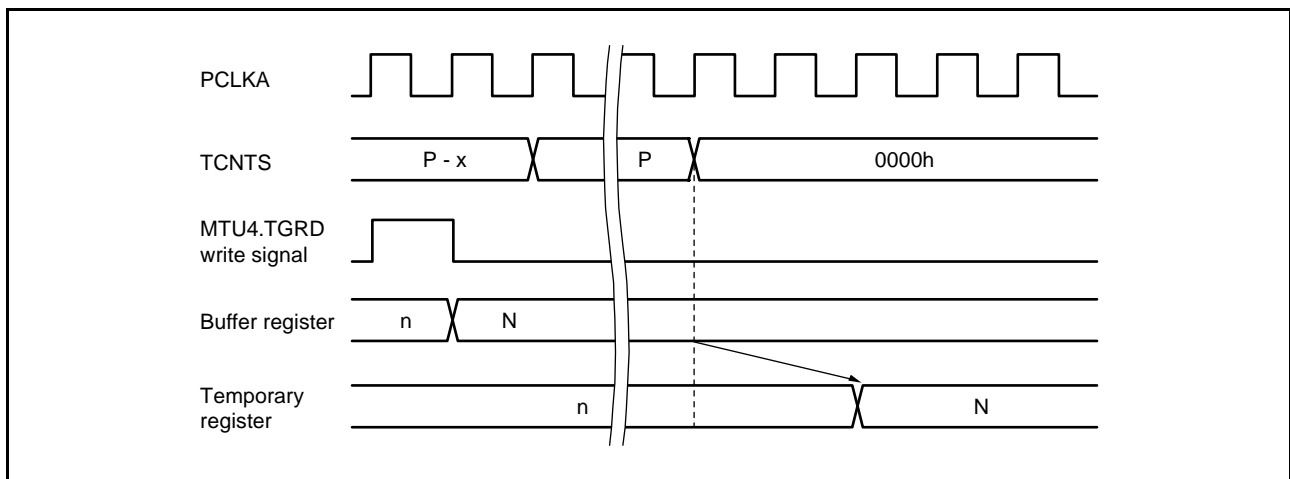 PCLKA
TCNTS
P - x
P
0000h
MTU4.TGRD
write signal
Buffer register
n
N
Temporary
register
n
N